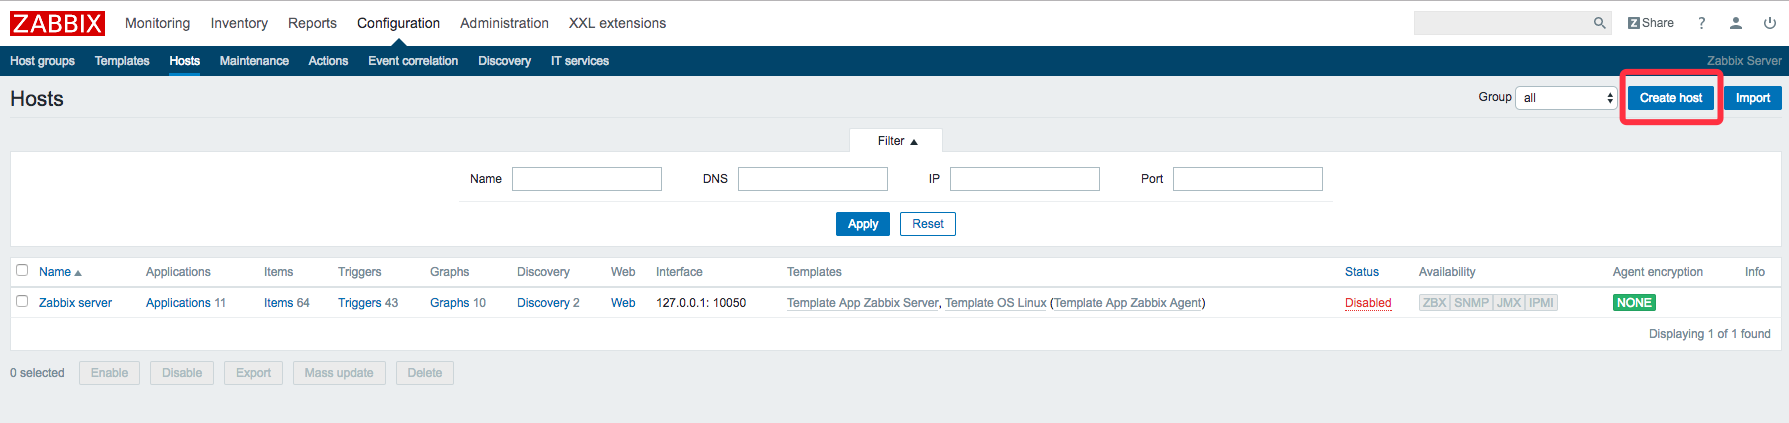 ZABBIX Monitoring Inventory Reports Configuration Administration XXL extensions Z Share ?
Host groups Templates Hosts Maintenance Actions Event correlation Discovery IT services Zabbix Server
Hosts Group all Create host Import
Filter ▲
Name DNS IP Port
Apply Reset
Name ▲ Applications Items Triggers Graphs Discovery Web Interface Templates Status Availability Agent encryption Info
Zabbix server Applications 11 Items 64 Triggers 43 Graphs 10 Discovery 2 Web 127.0.0.1: 10050 Template App Zabbix Server, Template OS Linux (Template App Zabbix Agent) Disabled ZBX SNMP JMX IPMI NONE
Displaying 1 of 1 found
0 selected Enable Disable Export Mass update Delete